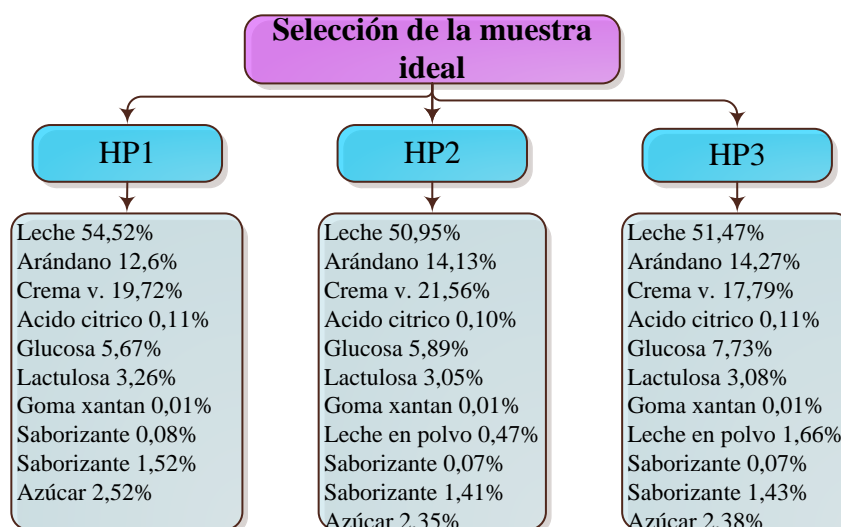 Selección de la muestra
ideal
HP1
HP2
HP3
Leche 54,52%
Arándano 12,6%
Crema v. 19,72%
Acido citrico 0,11%
Glucosa 5,67%
Lactulosa 3,26%
Goma xantan 0,01%
Saborizante 0,08%
Saborizante 1,52%
Azúcar 2,52%
Leche 50,95%
Arándano 14,13%
Crema v. 21,56%
Acido citrico 0,10%
Glucosa 5,89%
Lactulosa 3,05%
Goma xantan 0,01%
Leche en polvo 0,47%
Saborizante 0,07%
Saborizante 1,41%
Azúcar 2,35%
Leche 51,47%
Arándano 14,27%
Crema v. 17,79%
Acido citrico 0,11%
Glucosa 7,73%
Lactulosa 3,08%
Goma xantan 0,01%
Leche en polvo 1,66%
Saborizante 0,07%
Saborizante 1,43%
Azúcar 2,38%